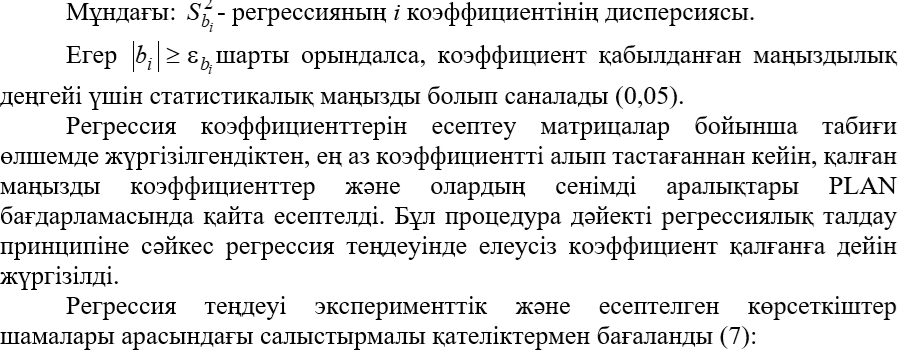 Мұндағы: $S_{b_i}^2$- регрессияның i коэффициентінің дисперсиясы.
Егер $|b_i| \geq \varepsilon_{b_i}$ шарты орындалса, коэффициент қабылданған маңыздылық
деңгейі үшін статистикалық маңызды болып саналады (0,05).
Регрессия коэффициенттерін есептеу матрицалар бойынша табиғи
өлшемде жүргізілгендіктен, ең аз коэффициентті алып тастағаннан кейін, қалған
маңызды коэффициенттер және олардың сенімді аралықтары PLAN
бағдарламасында қайта есептелді. Бұл процедура дәйекті регрессиялық талдау
принципіне сәйкес регрессия теңдеуінде елеусіз коэффициент қалғанға дейін
жүргізілді.
Регрессия теңдеуі эксперименттік және есептелген көрсеткіштер
шамалары арасындағы салыстырмалы қателіктермен бағаланды (7):